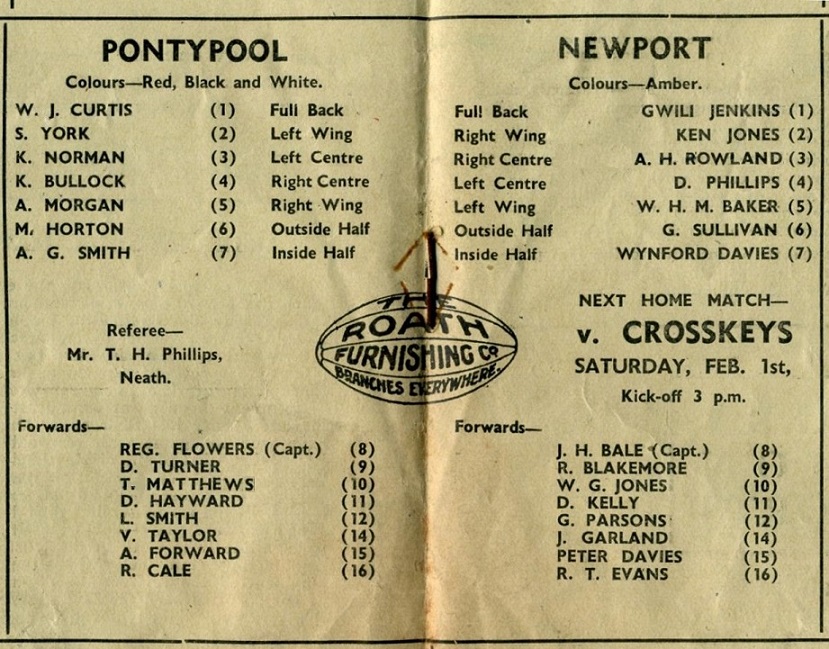 PONTYPOOL
Colours—Red, Black and White.
W. J. CURTIS (1) Full Back
S. YORK (2) Left Wing
K. NORMAN (3) Left Centre
K. BULLOCK (4) Right Centre
A. MORGAN (5) Right Wing
M. HORTON (6) Outside Half
A. G. SMITH (7) Inside Half
Referee—
Mr. T. H. Phillips,
Neath.
Forwards—
REG. FLOWERS (Capt.) (8)
D. TURNER (9)
T. MATTHEWS (10)
D. HAYWARD (11)
L. SMITH (12)
V. TAYLOR (14)
A. FORWARD (15)
R. CALE (16)
THE
ROATH
FURNISHING CO
BRANCHES EVERYWHERE.
NEWPORT
Colours—Amber.
Full Back GWILI JENKINS (1)
Right Wing KEN JONES (2)
Right Centre A. H. ROWLAND (3)
Left Centre D. PHILLIPS (4)
Left Wing W. H. M. BAKER (5)
Outside Half G. SULLIVAN (6)
Inside Half WYNFORD DAVIES (7)
NEXT HOME MATCH—
v. CROSSKEYS
SATURDAY, FEB. 1st,
Kick-off 3 p.m.
Forwards—
J. H. BALE (Capt.) (8)
R. BLAKEMORE (9)
W. G. JONES (10)
D. KELLY (11)
G. PARSONS (12)
J. GARLAND (14)
PETER DAVIES (15)
R. T. EVANS (16)